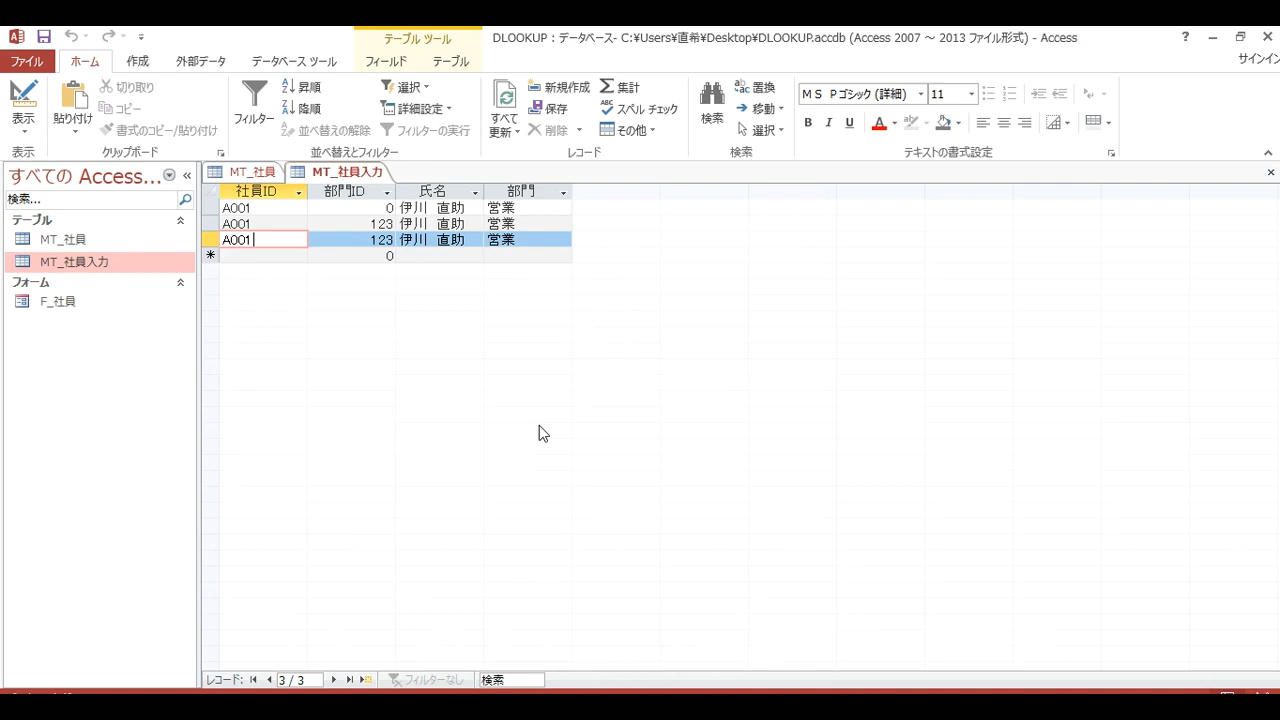 テーブル ツール
DLOOKUP : データベース- C:¥Users¥直希¥Desktop¥DLOOKUP.accdb (Access 2007 ～ 2013 ファイル形式) - Access
ファイル ホーム 作成 外部データ データベース ツール フィールド テーブル サインイン
表示
貼り付け
切り取り
コピー
書式のコピー/貼り付け
フィルター
昇順
降順
並べ替えの解除
選択
詳細設定
フィルターの実行
すべて
更新
新規作成
保存
削除
集計
スペル チェック
その他
検索
置換
移動
選択
ＭＳ Ｐゴシック (詳細) 11
B I U A
表示 クリップボード 並べ替えとフィルター レコード 検索 テキストの書式設定
すべての Access...
検索...
テーブル
MT_社員
MT_社員入力
フォーム
F_社員
MT_社員 MT_社員入力
社員ID 部門ID 氏名 部門
A001 0 伊川 直助 営業
A001 123 伊川 直助 営業
A001 123 伊川 直助 営業
* 0
レコード: 3 / 3 フィルターなし 検索